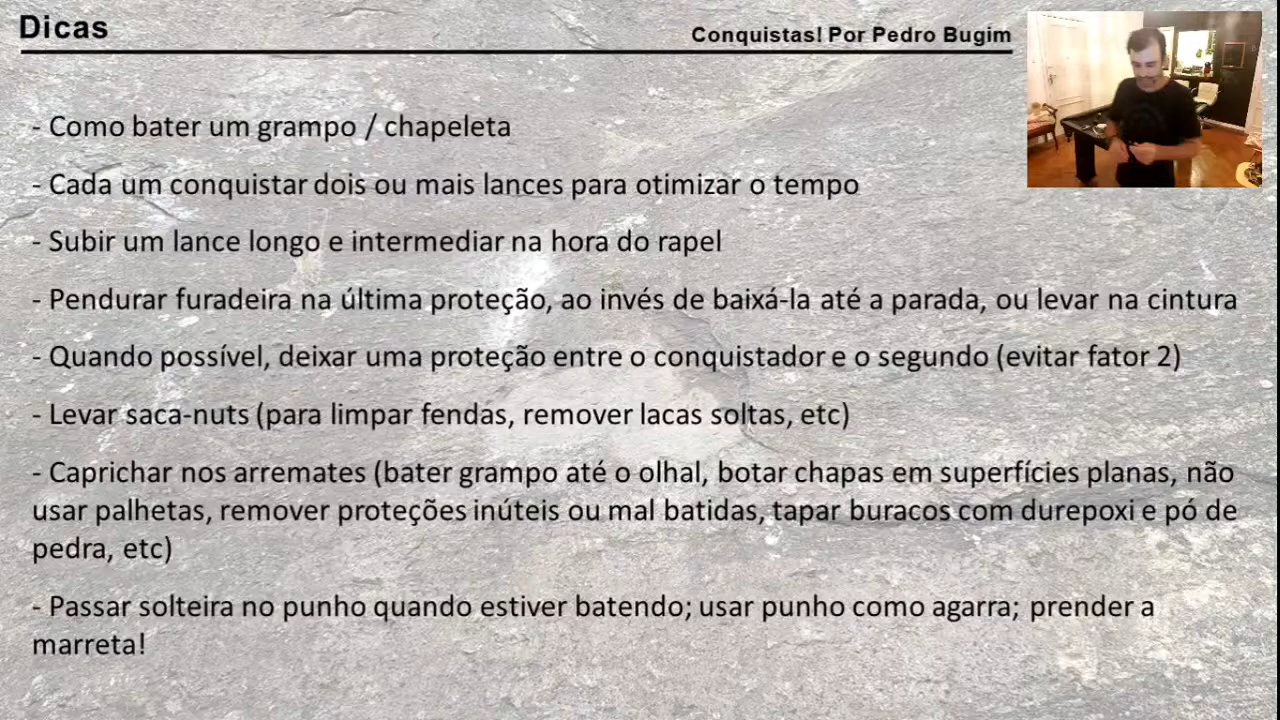 Dicas
Conquistas! Por Pedro Bugim
- Como bater um grampo / chapeleta
- Cada um conquistar dois ou mais lances para otimizar o tempo
- Subir um lance longo e intermediar na hora do rapel
- Pendurar furadeira na última proteção, ao invés de baixá-la até a parada, ou levar na cintura
- Quando possível, deixar uma proteção entre o conquistador e o segundo (evitar fator 2)
- Levar saca-nuts (para limpar fendas, remover lacas soltas, etc)
- Caprichar nos arremates (bater grampo até o olhal, botar chapas em superfícies planas, não
usar palhetas, remover proteções inúteis ou mal batidas, tapar buracos com durepoxi e pó de
pedra, etc)
- Passar solteira no punho quando estiver batendo; usar punho como agarra; prender a
marreta!